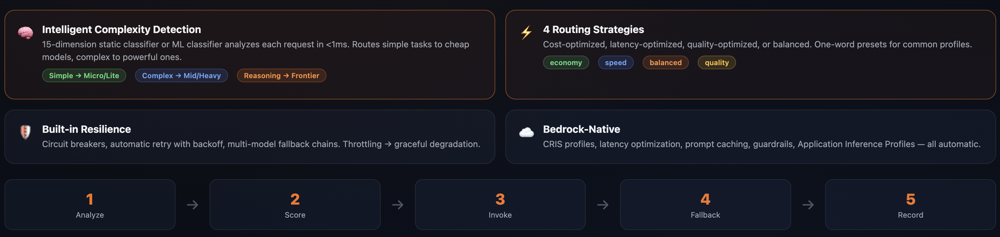 Intelligent Complexity Detection
15-dimension static classifier or ML classifier analyzes each request in <1ms. Routes simple tasks to cheap
models, complex to powerful ones.
Simple → Micro/Lite
Complex → Mid/Heavy
Reasoning → Frontier
4 Routing Strategies
Cost-optimized, latency-optimized, quality-optimized, or balanced. One-word presets for common profiles.
economy
speed
balanced
quality
Built-in Resilience
Circuit breakers, automatic retry with backoff, multi-model fallback chains. Throttling → graceful degradation.
Bedrock-Native
CRIS profiles, latency optimization, prompt caching, guardrails, Application Inference Profiles — all automatic.
1
Analyze
→
2
Score
→
3
Invoke
→
4
Fallback
→
5
Record